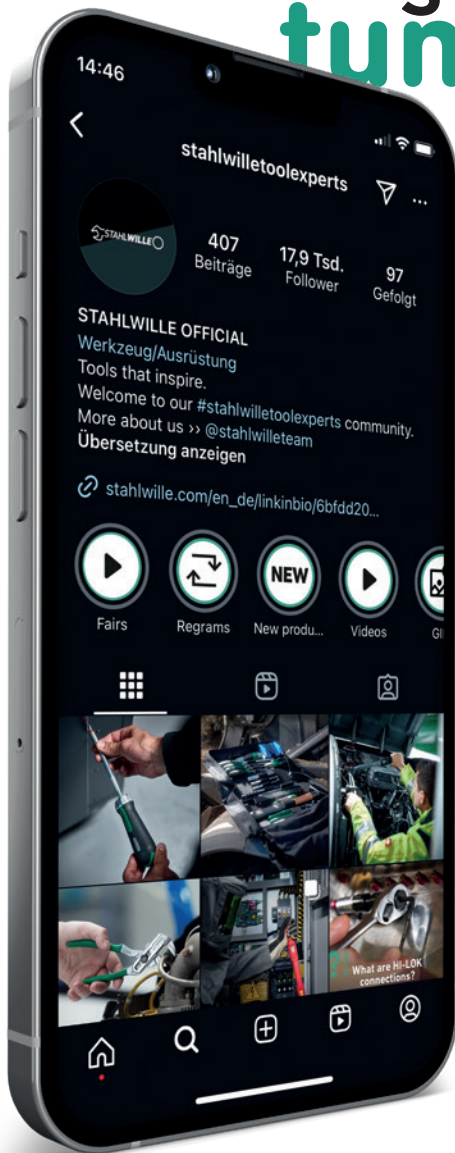 tun
14:46
stahlwilletoolexperts
STAHLWILLE
407
Beiträge
17,9 Tsd.
Follower
97
Gefolgt
STAHLWILLE OFFICIAL
Werkzeug/Ausrüstung
Tools that inspire.
Welcome to our #stahlwilletoolexperts community.
More about us ›› @stahlwilleteam
Übersetzung anzeigen
stahlwille.com/en_de/linkinbio/6bfdd20...
NEW
Fairs
Regrams
New produ...
Videos
What are HI-LOK
connections?